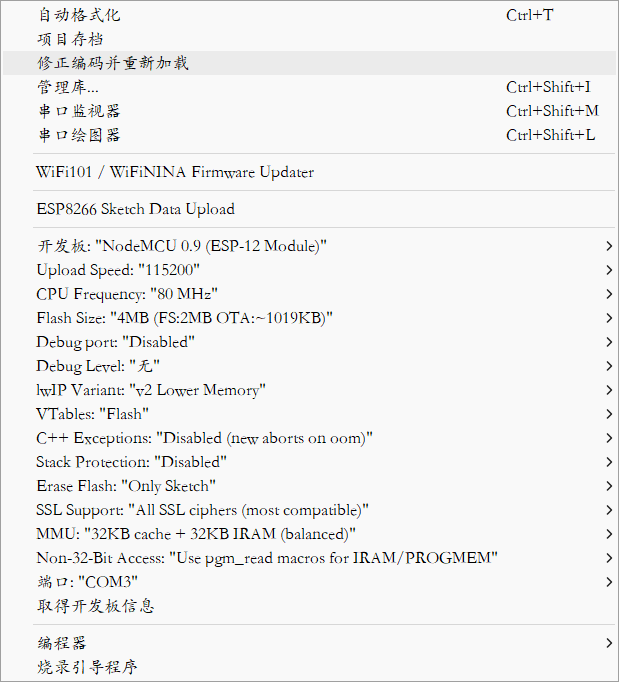 自动格式化 Ctrl+T
项目存档
修正编码并重新加载
管理库... Ctrl+Shift+I
串口监视器 Ctrl+Shift+M
串口绘图器 Ctrl+Shift+L
WiFi101 / WiFiNINA Firmware Updater
ESP8266 Sketch Data Upload
开发板: "NodeMCU 0.9 (ESP-12 Module)"
Upload Speed: "115200"
CPU Frequency: "80 MHz"
Flash Size: "4MB (FS:2MB OTA:~1019KB)"
Debug port: "Disabled"
Debug Level: "无"
lwIP Variant: "v2 Lower Memory"
VTables: "Flash"
C++ Exceptions: "Disabled (new aborts on oom)"
Stack Protection: "Disabled"
Erase Flash: "Only Sketch"
SSL Support: "All SSL ciphers (most compatible)"
MMU: "32KB cache + 32KB IRAM (balanced)"
Non-32-Bit Access: "Use pgm_read macros for IRAM/PROGMEM"
端口: "COM3"
取得开发板信息
编程器
烧录引导程序